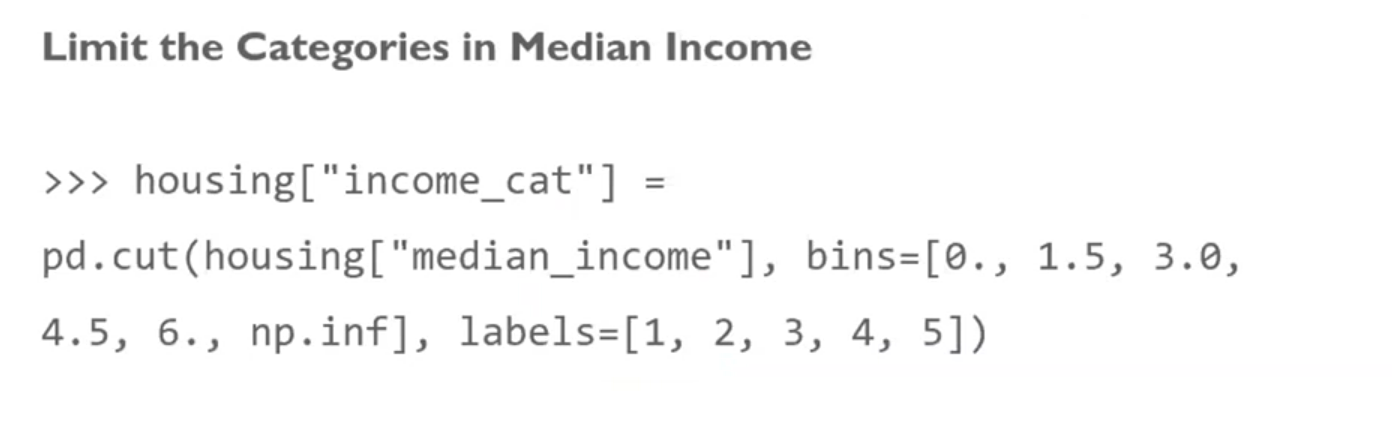 Limit the Categories in Median Income
>>> housing["income_cat"] =
pd.cut(housing["median_income"], bins=[0., 1.5, 3.0,
4.5, 6., np.inf], labels=[1, 2, 3, 4, 5])